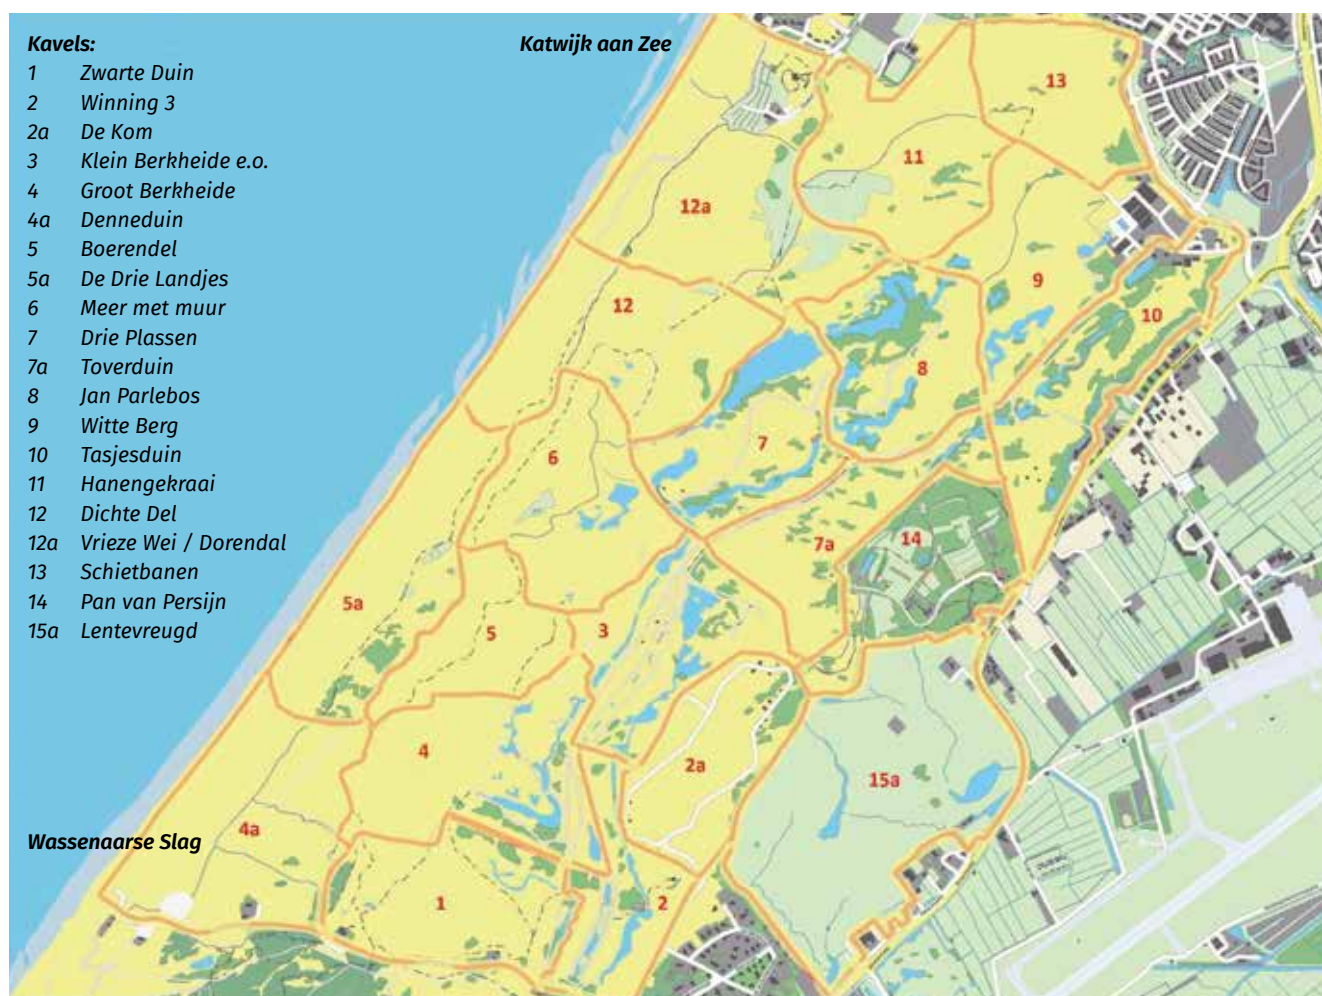 Kavels:
1 Zwarte Duin
2 Winning 3
2a De Kom
3 Klein Berkheide e.o.
4 Groot Berkheide
4a Denneduin
5 Boerendel
5a De Drie Landjes
6 Meer met muur
7 Drie Plassen
7a Toverduin
8 Jan Parlebos
9 Witte Berg
10 Tasjesduin
11 Hanengekraai
12 Dichte Del
12a Vrieze Wei / Dorendal
13 Schietbanen
14 Pan van Persijn
15a Lentevreugd
Katwijk aan Zee
13
11
12a
9
12
10
8
7
6
7a
14
5a
5
3
4
2a
15a
4a
Wassenaarse Slag
1
2